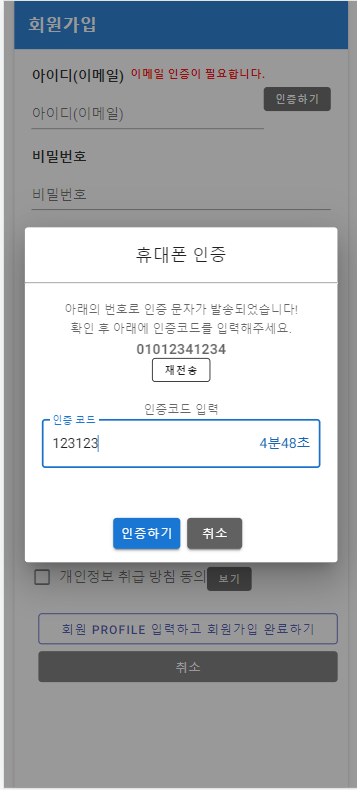 회원가입
아이디(이메일) 이메일 인증이 필요합니다.
아이디(이메일)
인증하기
비밀번호
비밀번호
휴대폰 인증
아래의 번호로 인증 문자가 발송되었습니다!
확인 후 아래에 인증코드를 입력해주세요.
01012341234
재전송
인증코드 입력
인증 코드
123123 4분48초
인증하기 취소
개인정보 취급 방침 동의 보기
회원 PROFILE 입력하고 회원가입 완료하기
취소